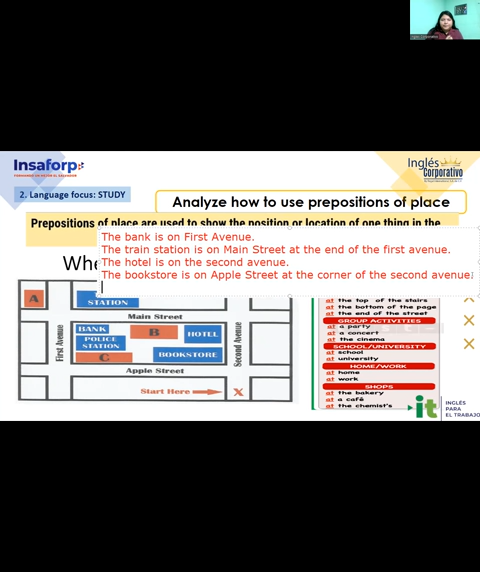 Insaforp
Inglés
Corporativo
2. Language focus: STUDY
Analyze how to use prepositions of place
Prepositions of place are used to show the position or location of one thing in the
The bank is on First Avenue.
The train station is on Main Street at the end of the first avenue.
The hotel is on the second avenue.
The bookstore is on Apple Street at the corner of the second avenue.
Whe
A
STATION
Main Street
First Avenue
BANK
POLICE
STATION
B
HOTEL
C
BOOKSTORE
Second Avenue
Apple Street
Start Here
X
at the top of the stairs
at the bottom of the page
at the end of the street
GROUP ACTIVITIES
at a party
at a concert
at the cinema
SCHOOL/UNIVERSITY
at school
at university
HOME/WORK
at home
at work
SHOPS
at the bakery
at a café
at the chemist's
it
INGLÉS
PARA
EL TRABAJO